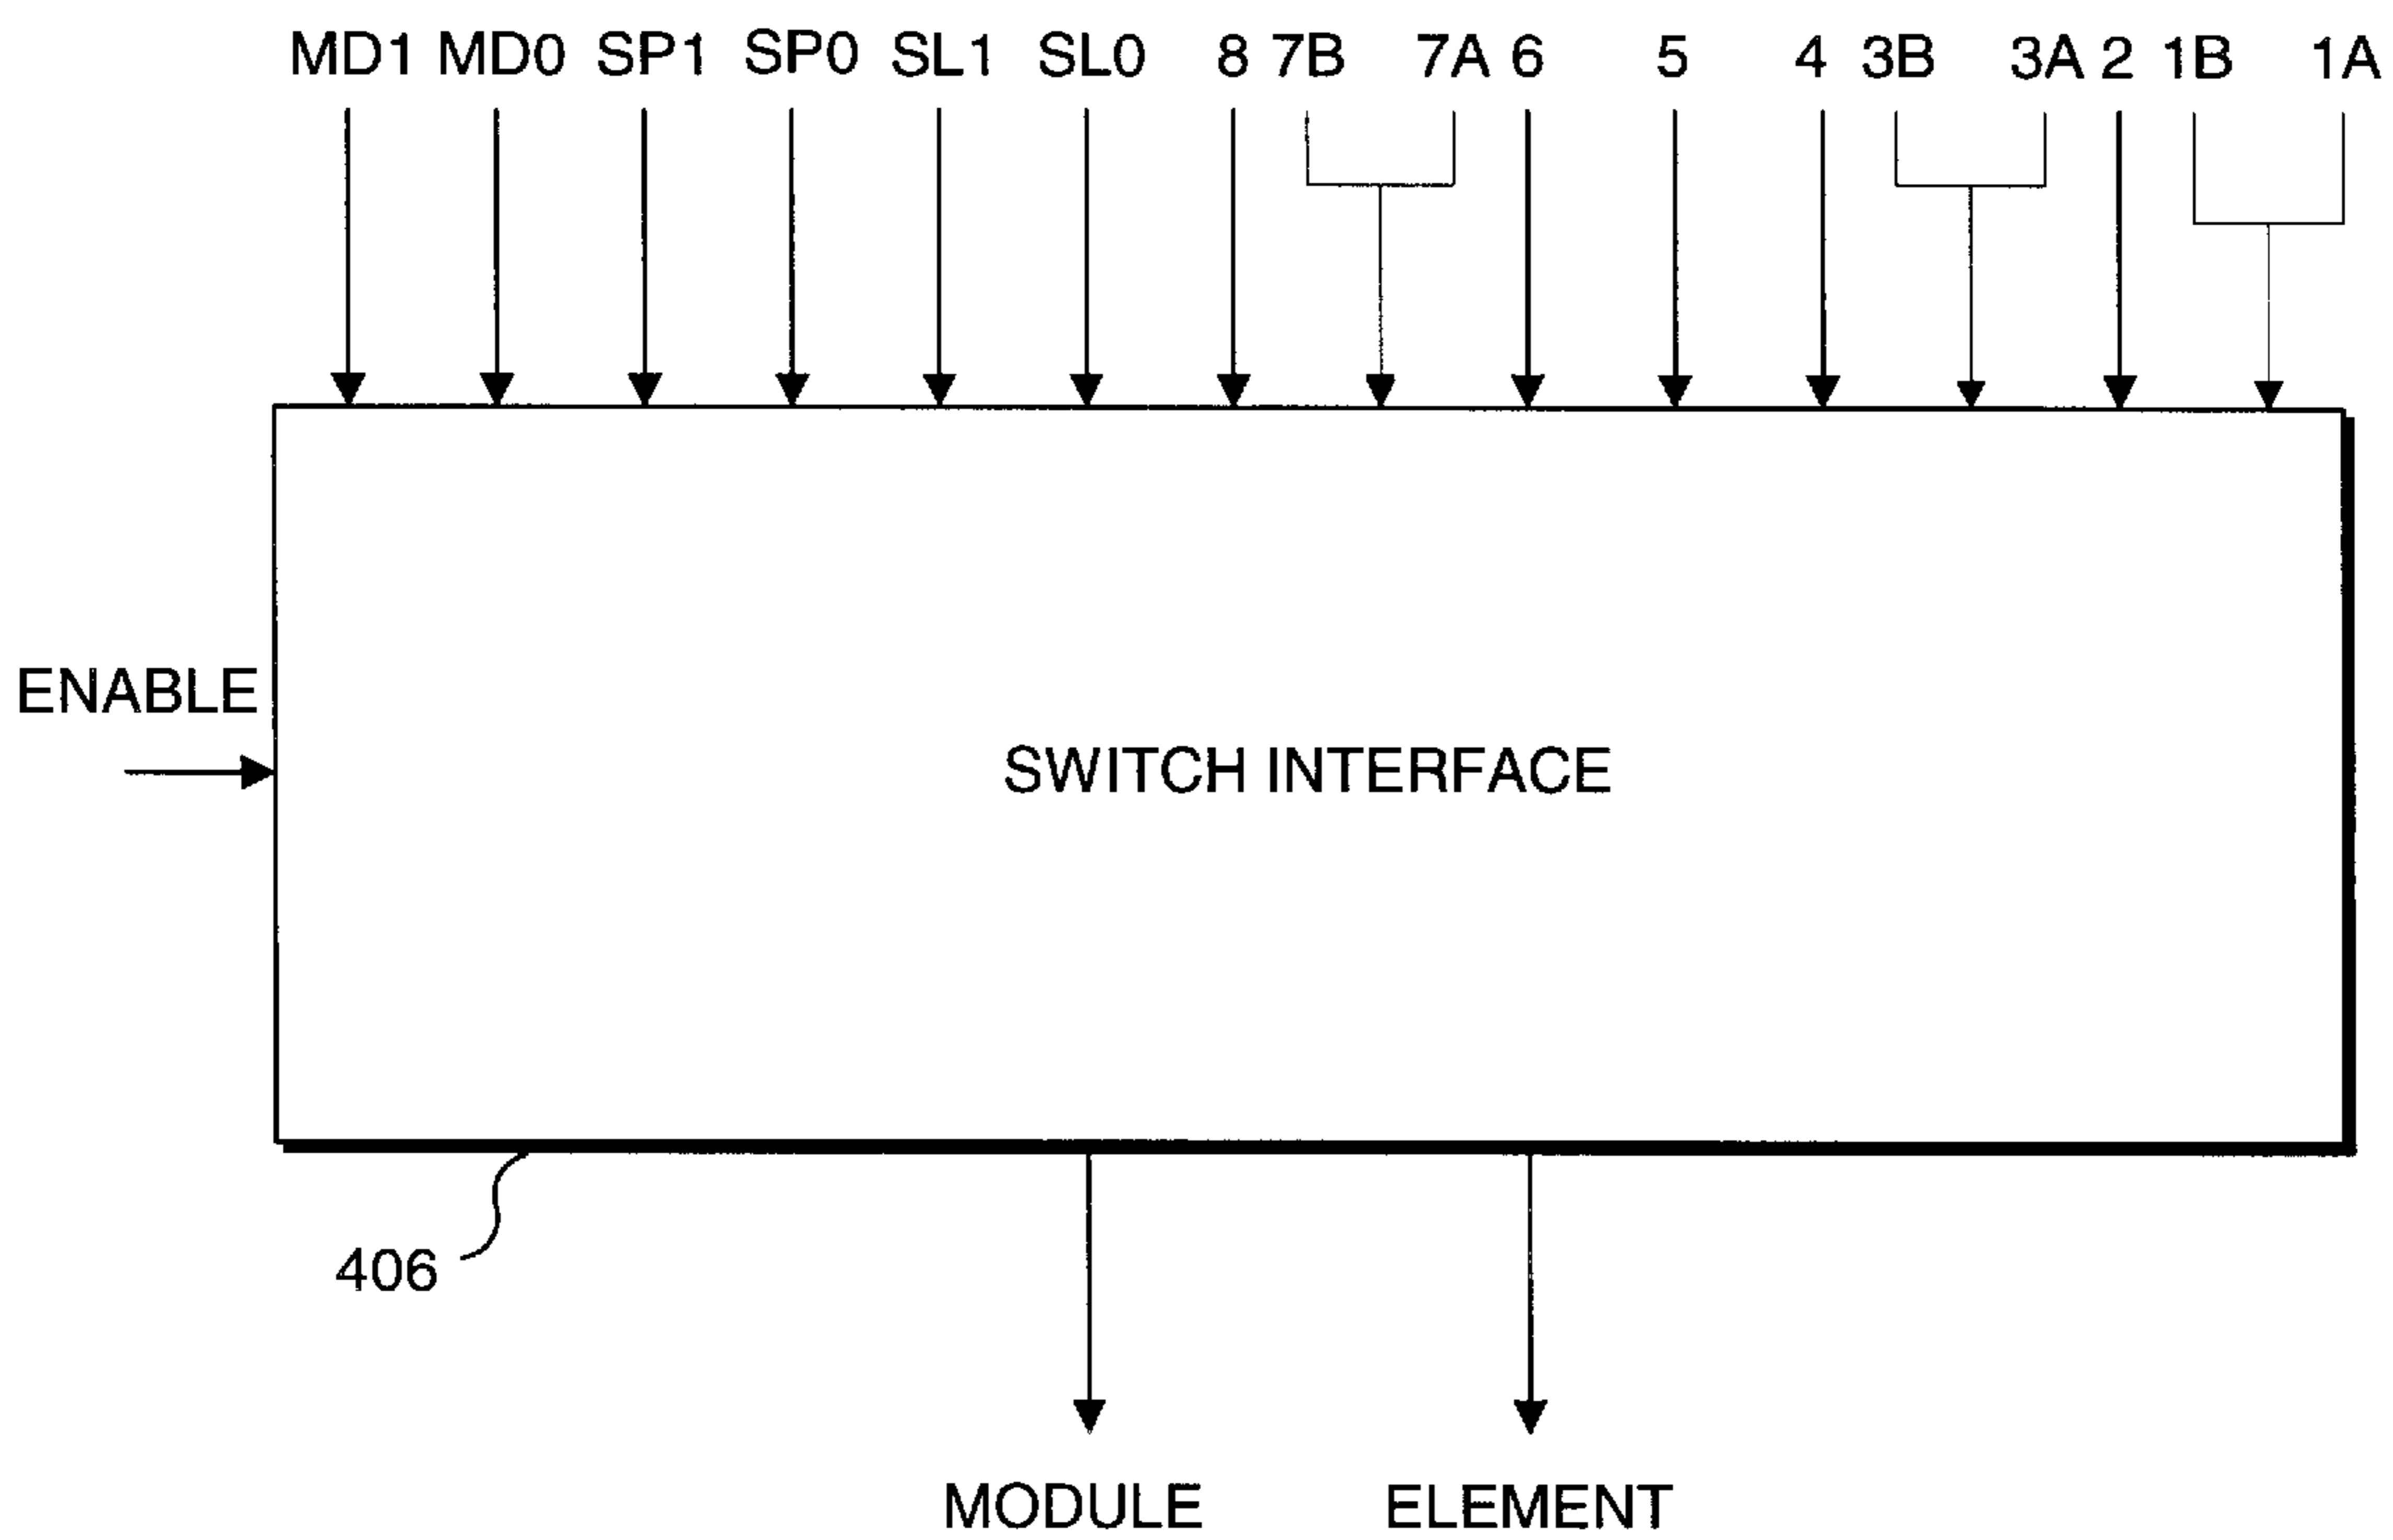 MD1 MD0 SP1 SP0 SL1 SL0 8 7B 7A 6 5 4 3B 3A 2 1B 1A
ENABLE
SWITCH INTERFACE
406
MODULE ELEMENT